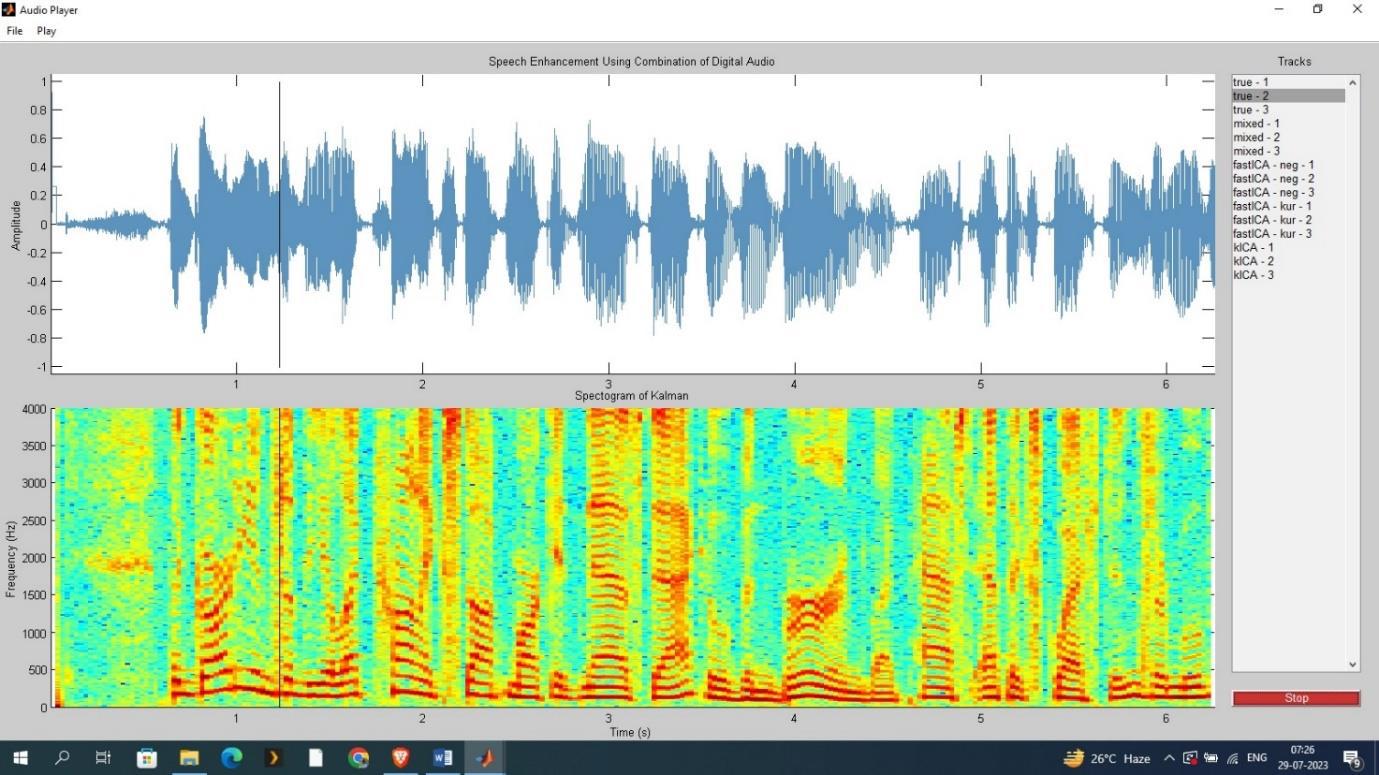 Audio Player
File Play
Speech Enhancement Using Combination of Digital Audio
Tracks
1
0.8
0.6
0.4
0.2
0
-0.2
-0.4
-0.6
-0.8
-1
Amplitude
1 2 3 4 5 6
true - 1
true - 2
true - 3
mixed - 1
mixed - 2
mixed - 3
fastICA - neg - 1
fastICA - neg - 2
fastICA - neg - 3
fastICA - kur - 1
fastICA - kur - 2
fastICA - kur - 3
kICA - 1
kICA - 2
kICA - 3
Spectogram of Kalman
4000
3500
3000
2500
2000
1500
1000
500
0
Frequency (Hz)
1 2 3 4 5 6
Time (s)
Stop
26°C Haze
ENG
07:26
29-07-2023
9